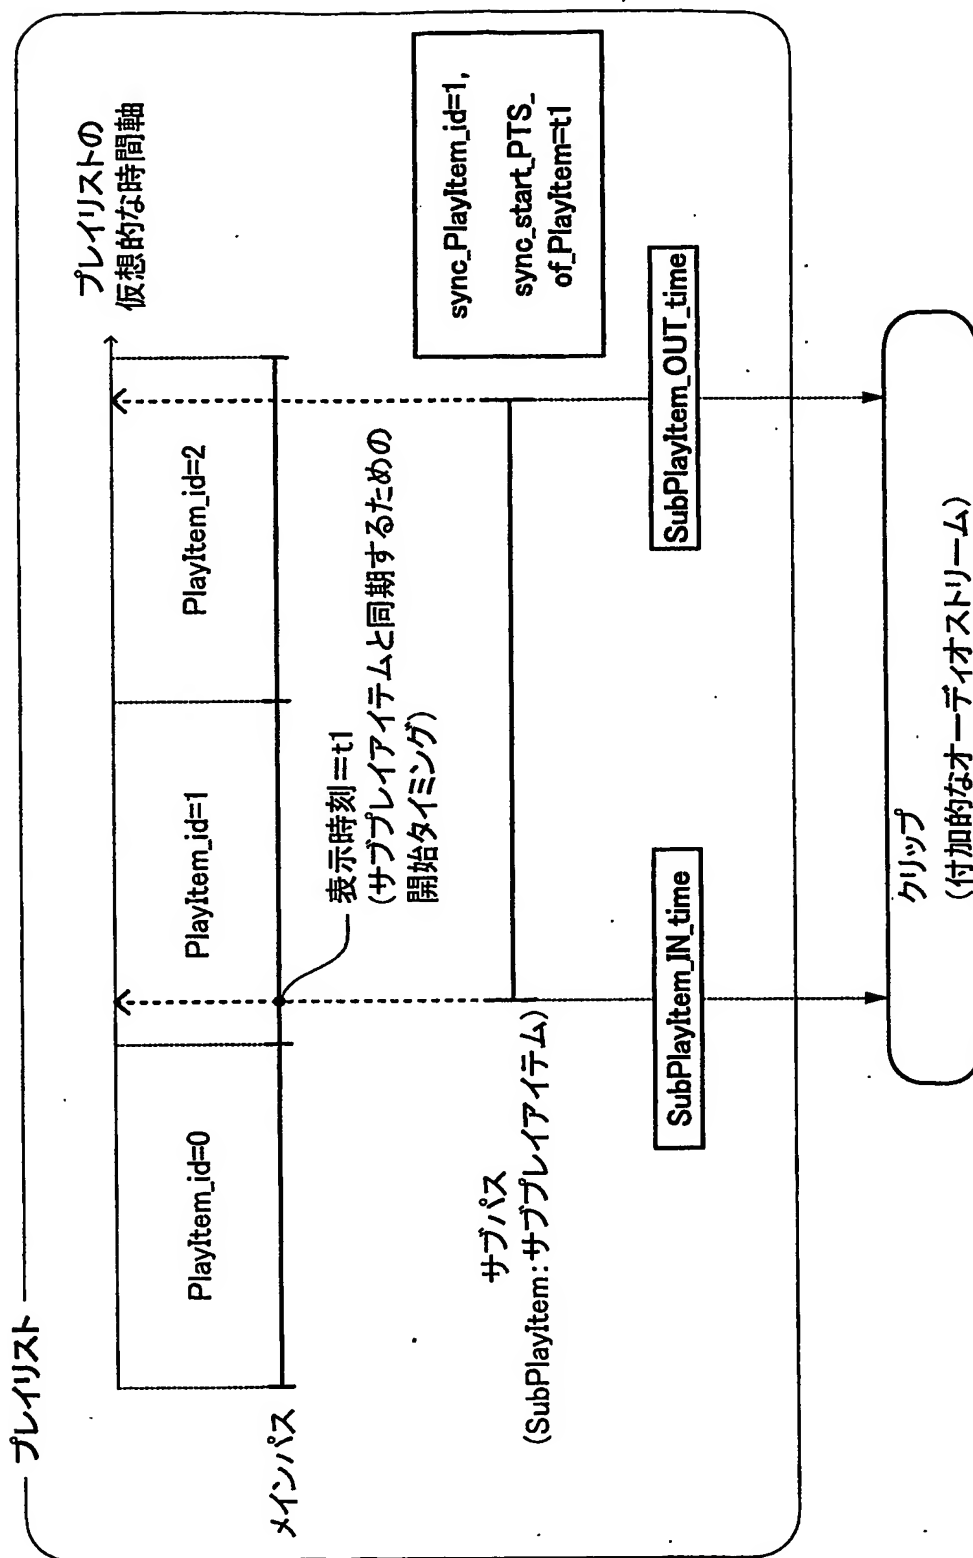 プレイリスト
プレイリストの
仮想的な時間軸
PlayItem_id=0
PlayItem_id=1
PlayItem_id=2
メインパス
表示時刻=t1
(サブプレイアイテムと同期するための
開始タイミング)
sync_PlayItem_id=1,
sync_start_PTS_
of_PlayItem=t1
サブパス
(SubPlayItem:サブプレイアイテム)
SubPlayItem_IN_time
SubPlayItem_OUT_time
クリップ
(付加的なオーディオストリーム)